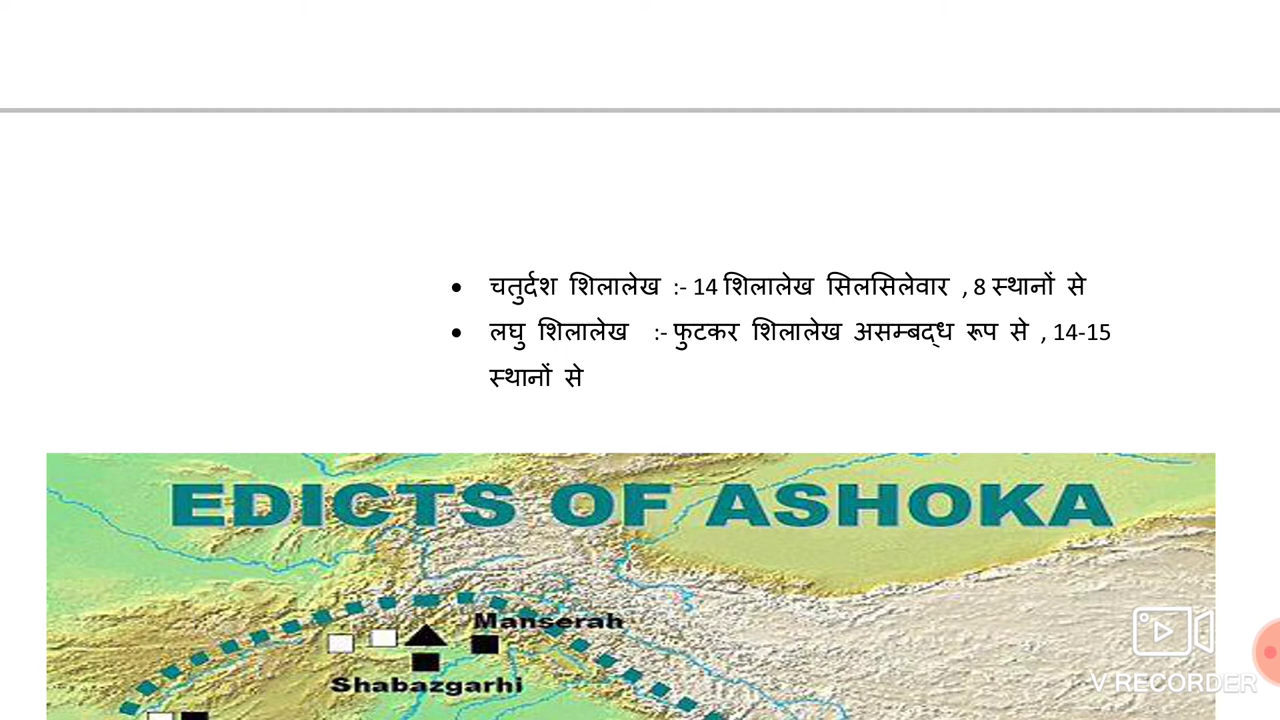 • चतुर्दश शिलालेख :- 14 शिलालेख सिलसिलेवार , 8 स्थानों से
• लघु शिलालेख :- फुटकर शिलालेख असम्बद्ध रूप से , 14-15
स्थानों से
EDICTS OF ASHOKA
Manserah
Shabazgarhi
V RECORDER